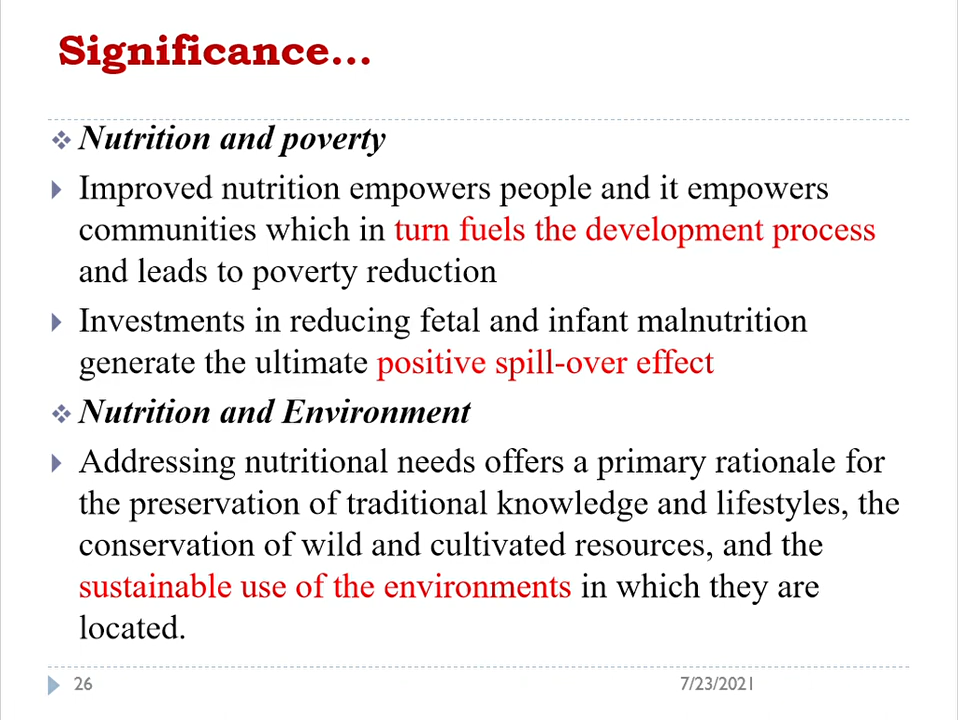 Significance...
Nutrition and poverty
Improved nutrition empowers people and it empowers
communities which in turn fuels the development process
and leads to poverty reduction
Investments in reducing fetal and infant malnutrition
generate the ultimate positive spill-over effect
Nutrition and Environment
Addressing nutritional needs offers a primary rationale for
the preservation of traditional knowledge and lifestyles, the
conservation of wild and cultivated resources, and the
sustainable use of the environments in which they are
located.
26
7/23/2021